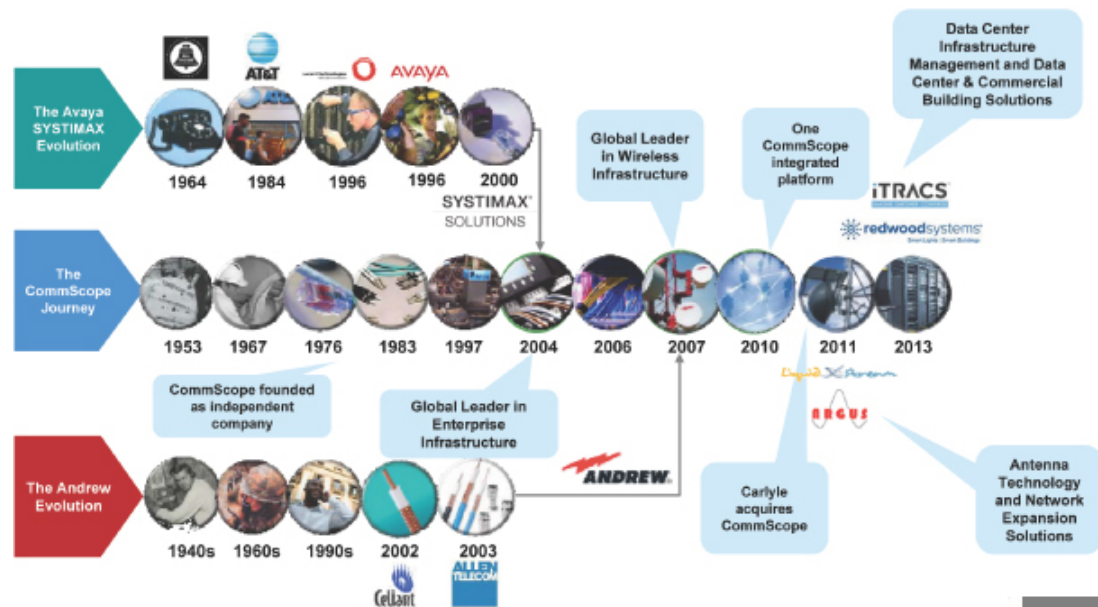 Data Center
Infrastructure
Management and Data
Center & Commercial
Building Solutions
AT&T
AVAYA
The Avaya
SYSTIMAX
Evolution
Global Leader
in Wireless
Infrastructure
One
CommScope
integrated
platform
1964
1984
1996
1996
2000
SYSTIMAX®
SOLUTIONS
iTRACS®
redwoodsystems®
Smart Lights | Smart Buildings
The
CommScope
Journey
1953
1967
1976
1983
1997
2004
2006
2007
2010
2011
2013
CommScope founded
as independent
company
Global Leader in
Enterprise
Infrastructure
ARGUS
The Andrew
Evolution
ANDREW®
Carlyle
acquires
CommScope
Antenna
Technology
and Network
Expansion
Solutions
1940s
1960s
1990s
2002
2003
Celiant
ALLEN
TELECOM